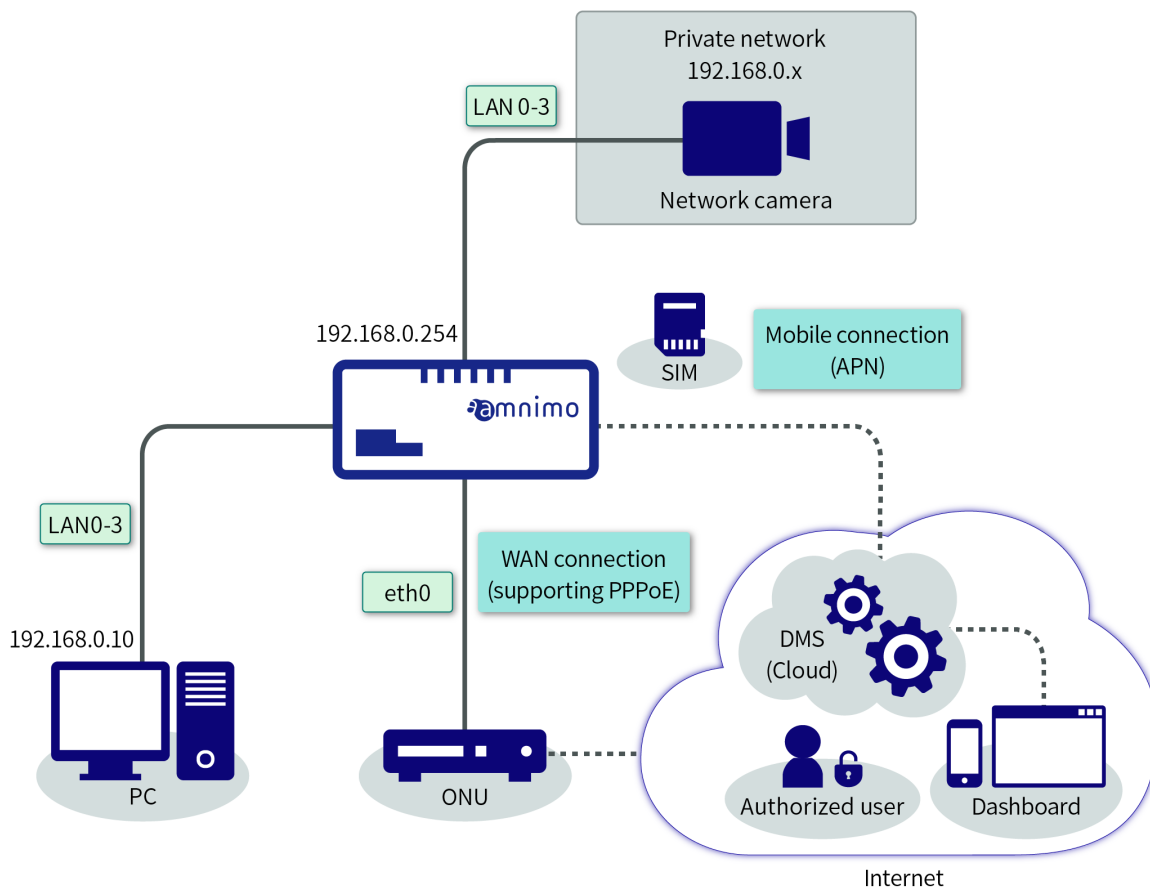 Private network
192.168.0.x
LAN 0-3
Network camera
192.168.0.254
SIM
Mobile connection
(APN)
amnimo
LAN0-3
WAN connection
(supporting PPPoE)
eth0
192.168.0.10
DMS
(Cloud)
PC
ONU
Authorized user
Dashboard
Internet